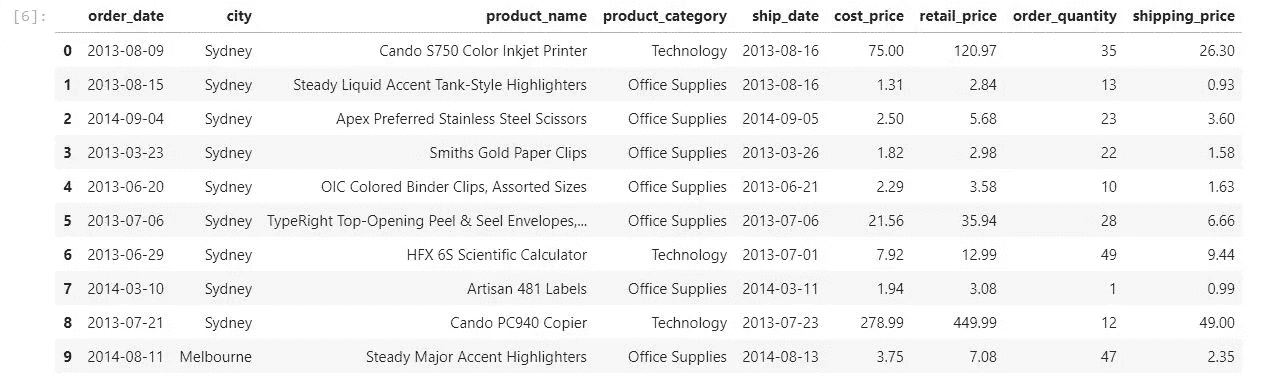 [6]: order_date city product_name product_category ship_date cost_price retail_price order_quantity shipping_price
0 2013-08-09 Sydney Cando S750 Color Inkjet Printer Technology 2013-08-16 75.00 120.97 35 26.30
1 2013-08-15 Sydney Steady Liquid Accent Tank-Style Highlighters Office Supplies 2013-08-16 1.31 2.84 13 0.93
2 2014-09-04 Sydney Apex Preferred Stainless Steel Scissors Office Supplies 2014-09-05 2.50 5.68 23 3.60
3 2013-03-23 Sydney Smiths Gold Paper Clips Office Supplies 2013-03-26 1.82 2.98 22 1.58
4 2013-06-20 Sydney OIC Colored Binder Clips, Assorted Sizes Office Supplies 2013-06-21 2.29 3.58 10 1.63
5 2013-07-06 Sydney TypeRight Top-Opening Peel & Seel Envelopes,... Office Supplies 2013-07-06 21.56 35.94 28 6.66
6 2013-06-29 Sydney HFX 6S Scientific Calculator Technology 2013-07-01 7.92 12.99 49 9.44
7 2014-03-10 Sydney Artisan 481 Labels Office Supplies 2014-03-11 1.94 3.08 1 0.99
8 2013-07-21 Sydney Cando PC940 Copier Technology 2013-07-23 278.99 449.99 12 49.00
9 2014-08-11 Melbourne Steady Major Accent Highlighters Office Supplies 2014-08-13 3.75 7.08 47 2.35